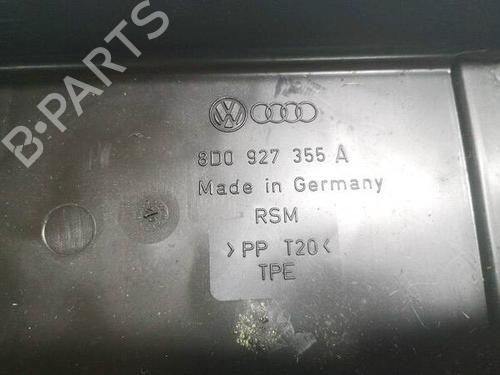 B-PARTS
8D0 927 355 A
Made in Germany
RSM
>PP T20<
TPE